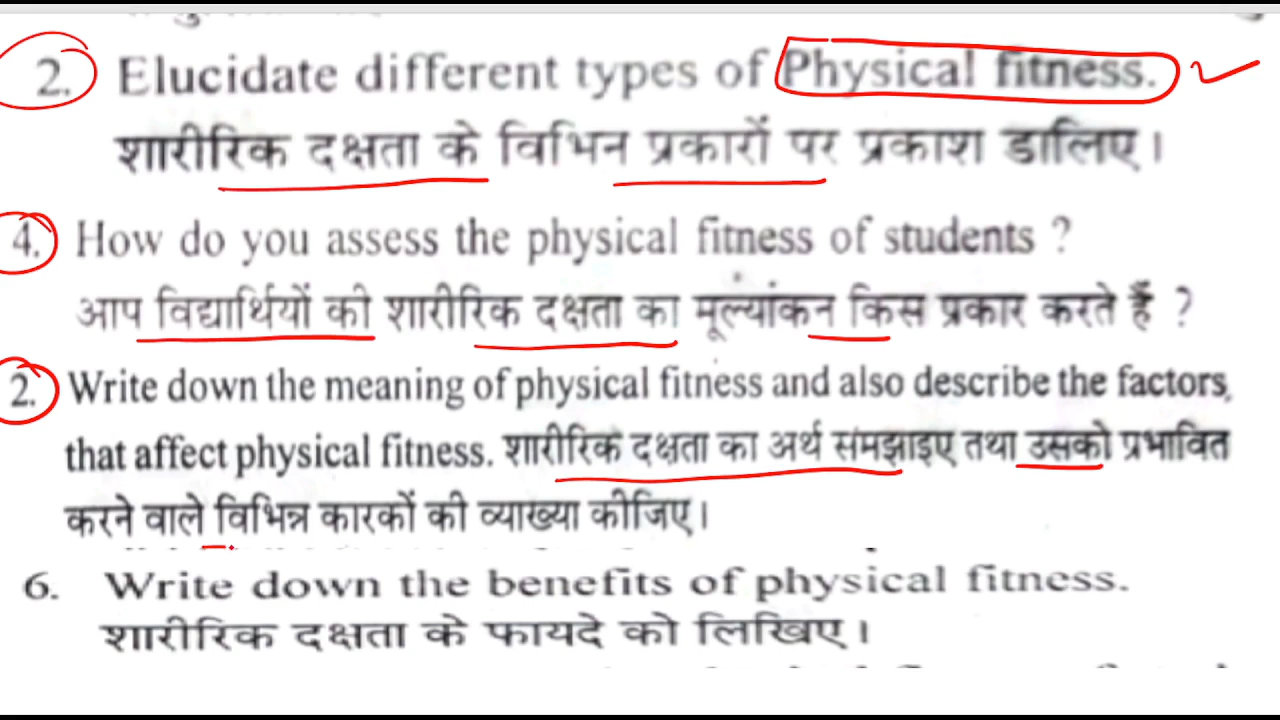 2. Elucidate different types of Physical fitness.
शारीरिक दक्षता के विभिन प्रकारों पर प्रकाश डालिए।
4. How do you assess the physical fitness of students ?
आप विद्यार्थियों की शारीरिक दक्षता का मूल्यांकन किस प्रकार करते हैं ?
2. Write down the meaning of physical fitness and also describe the factors,
that affect physical fitness. शारीरिक दक्षता का अर्थ समझाइए तथा उसको प्रभावित
करने वाले विभिन्न कारकों की व्याख्या कीजिए।
6. Write down the benefits of physical fitness.
शारीरिक दक्षता के फायदे को लिखिए।